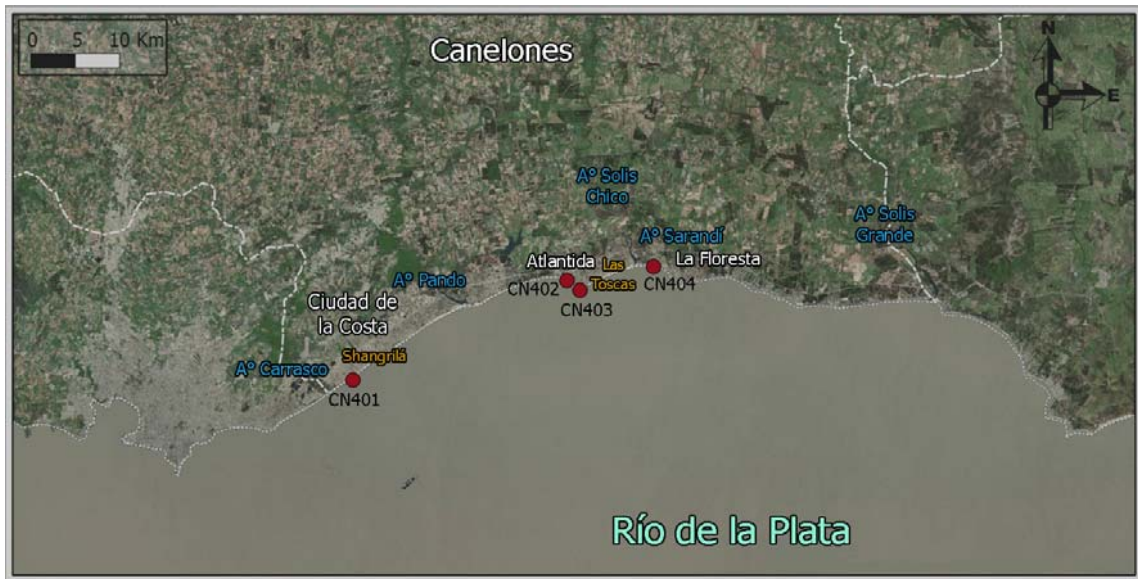 0 5 10 Km
Canelones
N
E
A° Solis
Chico
A° Solis
Grande
A° Sarandí
La Floresta
Atlantida
Las
Toscas
A° Pando
CN402
CN404
CN403
Ciudad de
la Costa
Shangrilá
A° Carrasco
CN401
Río de la Plata